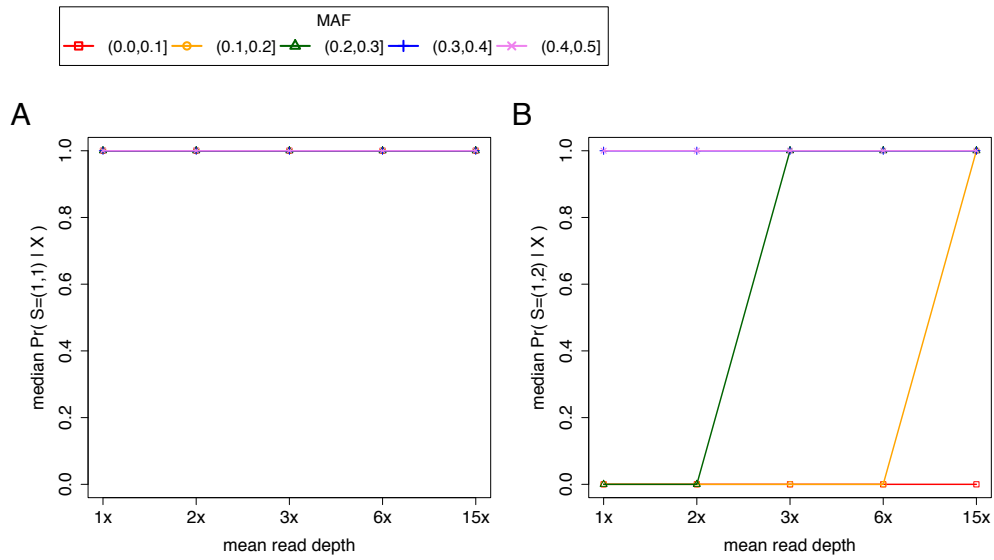 MAF
(0.0,0.1] (0.1,0.2] (0.2,0.3] (0.3,0.4] (0.4,0.5]
A
median Pr( S=(1,1) | X )
1.0
0.8
0.6
0.4
0.2
0.0
1x 2x 3x 6x 15x
mean read depth
B
median Pr( S=(1,2) | X )
1.0
0.8
0.6
0.4
0.2
0.0
1x 2x 3x 6x 15x
mean read depth